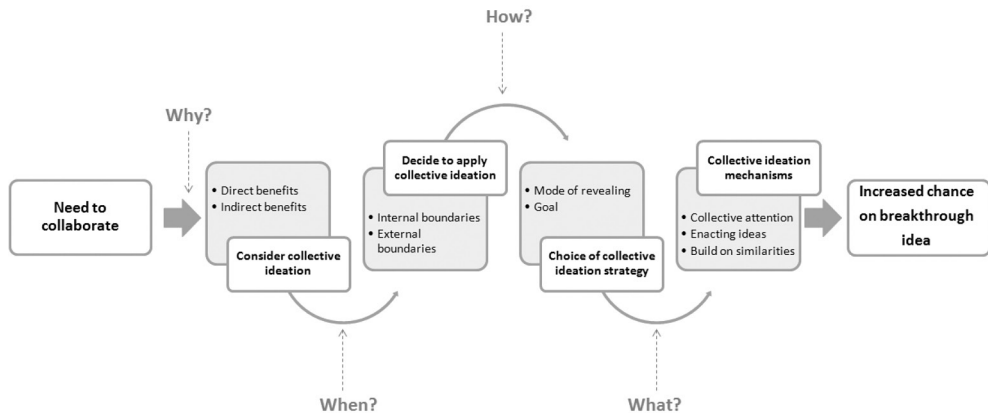 How?
Why?
Need to
collaborate
• Direct benefits
• Indirect benefits
Consider collective
ideation
When?
Decide to apply
collective ideation
• Internal boundaries
• External
boundaries
• Mode of revealing
• Goal
Choice of collective
ideation strategy
What?
Collective ideation
mechanisms
• Collective attention
• Enacting ideas
• Build on similarities
Increased chance
on breakthrough
idea